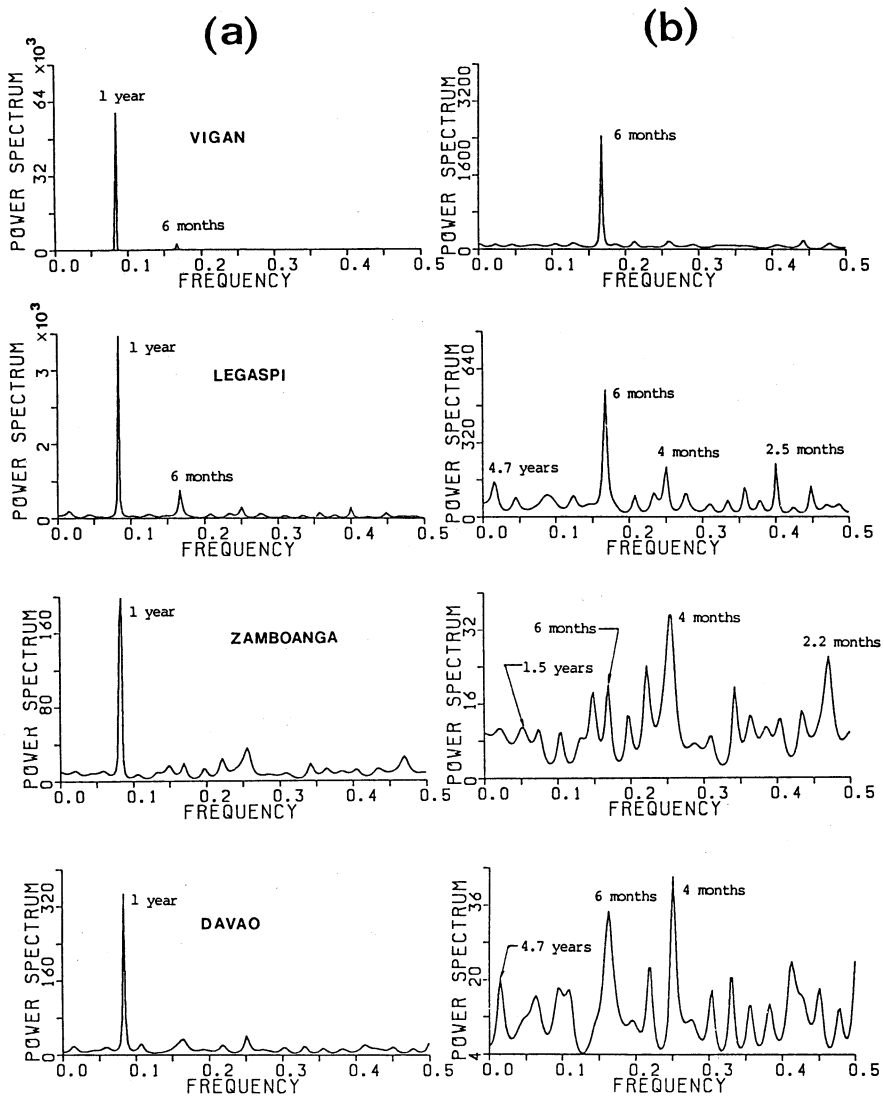 (a)
(b)
POWER SPECTRUM ×10³
64
32
0
1 year
VIGAN
6 months
0.0 0.1 0.2 0.3 0.4 0.5
FREQUENCY
POWER SPECTRUM
3200
1600
0
6 months
0.0 0.1 0.2 0.3 0.4 0.5
FREQUENCY
POWER SPECTRUM ×10³
3
2
0
1 year
LEGASPI
6 months
0.0 0.1 0.2 0.3 0.4 0.5
FREQUENCY
POWER SPECTRUM
640
320
0
6 months
4.7 years
4 months
2.5 months
0.0 0.1 0.2 0.3 0.4 0.5
FREQUENCY
POWER SPECTRUM
160
80
0
1 year
ZAMBOANGA
0.0 0.1 0.2 0.3 0.4 0.5
FREQUENCY
POWER SPECTRUM
32
16
0
6 months
4 months
1.5 years
2.2 months
0.0 0.1 0.2 0.3 0.4 0.5
FREQUENCY
POWER SPECTRUM
320
160
0
1 year
DAVAO
0.0 0.1 0.2 0.3 0.4 0.5
FREQUENCY
POWER SPECTRUM
36
20
4
6 months
4 months
4.7 years
0.0 0.1 0.2 0.3 0.4 0.5
FREQUENCY